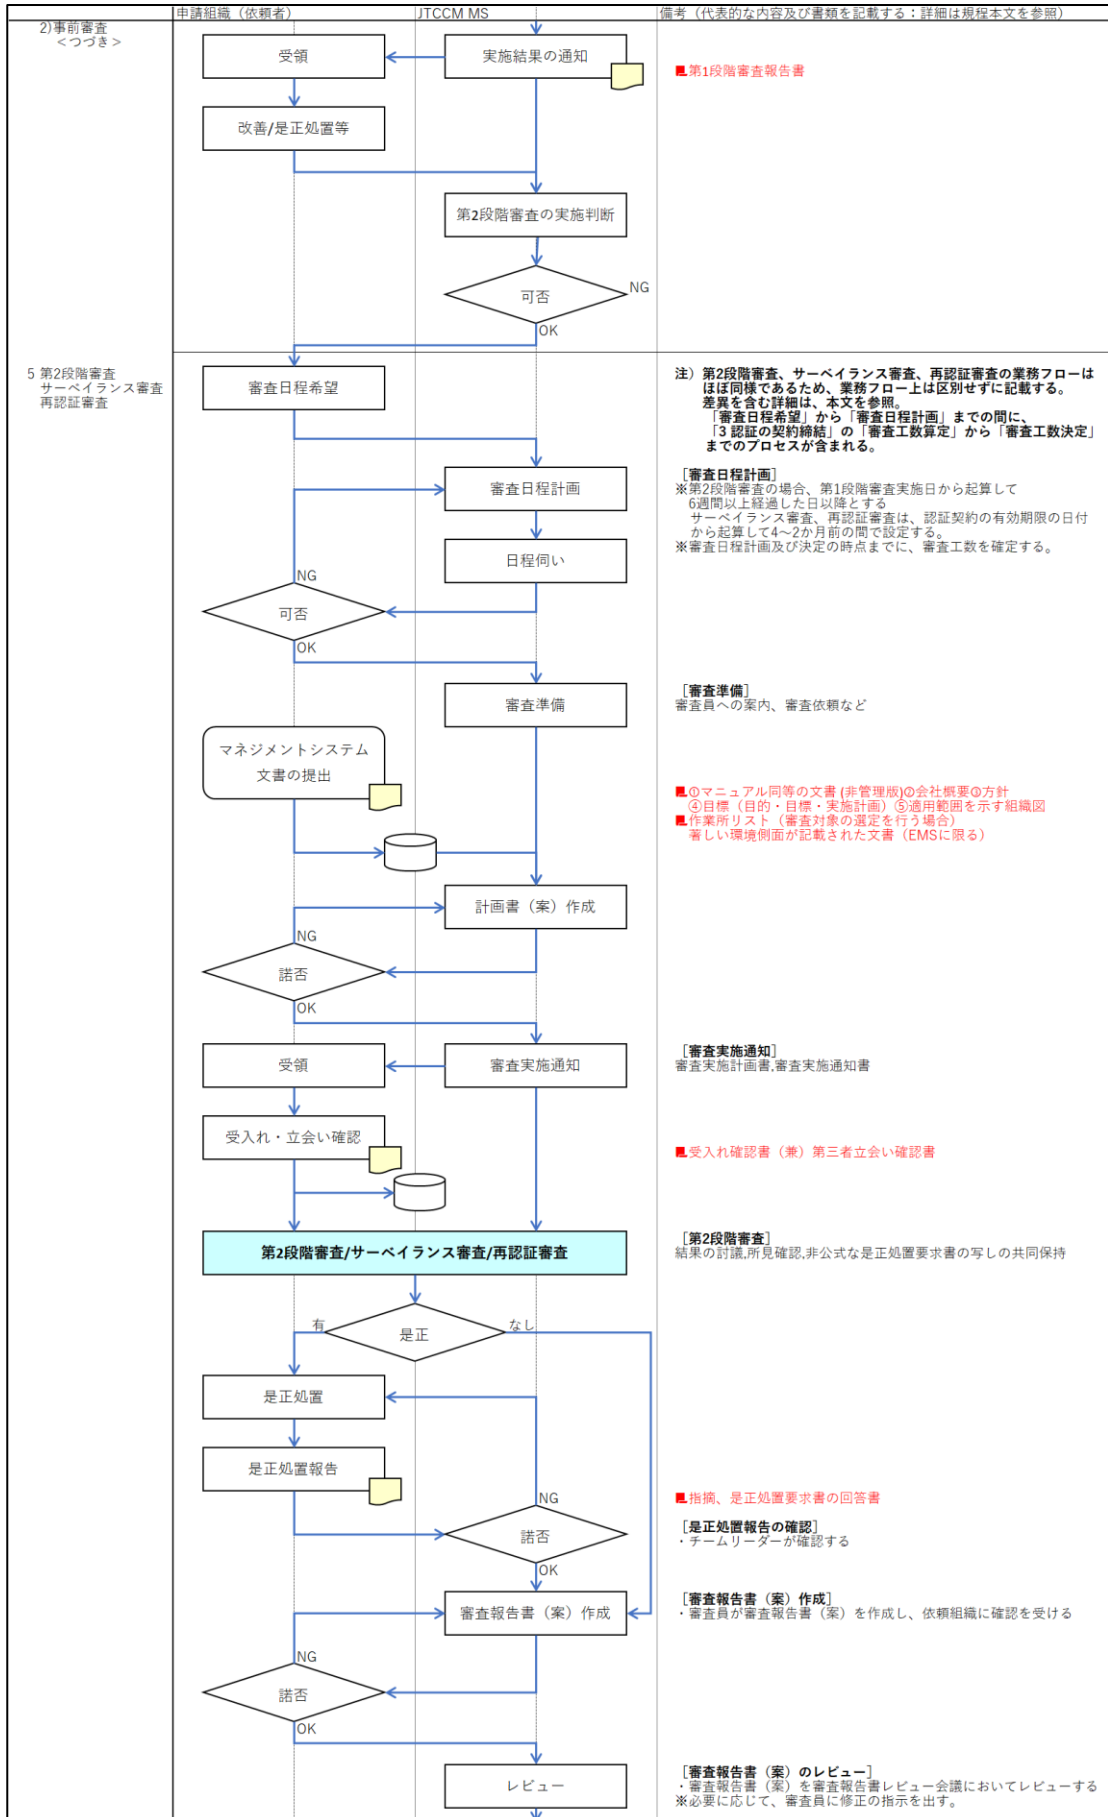 申請組織（依頼者） JTCCM MS 備考（代表的な内容及び書類を記載する：詳細は規程本文を参照）
2)事前審査
＜つづき＞
受領
実施結果の通知
第1段階審査報告書
改善/是正処置等
第2段階審査の実施判断
可否
NG
OK
5 第2段階審査
サーベイランス審査
再認証審査
審査日程希望
注）第2段階審査、サーベイランス審査、再認証審査の業務フローは
ほぼ同様であるため、業務フロー上は区別せずに記載する。
差異を含む詳細は、本文を参照。
「審査日程希望」から「審査日程計画」までの間に、
「3 認証の契約締結」の「審査工数算定」から「審査工数決定」
までのプロセスが含まれる。
審査日程計画
［審査日程計画］
※第2段階審査の場合、第1段階審査実施日から起算して
6週間以上経過した日以降とする
サーベイランス審査、再認証審査は、認証契約の有効期限の日付
から起算して4～2か月前の間で設定する。
※審査日程計画及び決定の時点までに、審査工数を確定する。
日程伺い
NG
可否
OK
審査準備
［審査準備］
審査員への案内、審査依頼など
マネジメントシステム
文書の提出
①マニュアル同等の文書 (非管理版)②会社概要③方針
④目標（目的・目標・実施計画）⑤適用範囲を示す組織図
作業所リスト（審査対象の選定を行う場合）
著しい環境側面が記載された文書（EMSに限る）
計画書（案）作成
NG
諾否
OK
受領
審査実施通知
［審査実施通知］
審査実施計画書,審査実施通知書
受入れ・立会い確認
受入れ確認書（兼）第三者立会い確認書
第2段階審査/サーベイランス審査/再認証審査
［第2段階審査］
結果の討議,所見確認,非公式な是正処置要求書の写しの共同保持
有
是正
なし
是正処置
是正処置報告
指摘、是正処置要求書の回答書
NG
諾否
OK
［是正処置報告の確認］
・チームリーダーが確認する
審査報告書（案）作成
［審査報告書（案）作成］
・審査員が審査報告書（案）を作成し、依頼組織に確認を受ける
NG
諾否
OK
レビュー
［審査報告書（案）のレビュー］
・審査報告書（案）を審査報告書レビュー会議においてレビューする
※必要に応じて、審査員に修正の指示を出す。